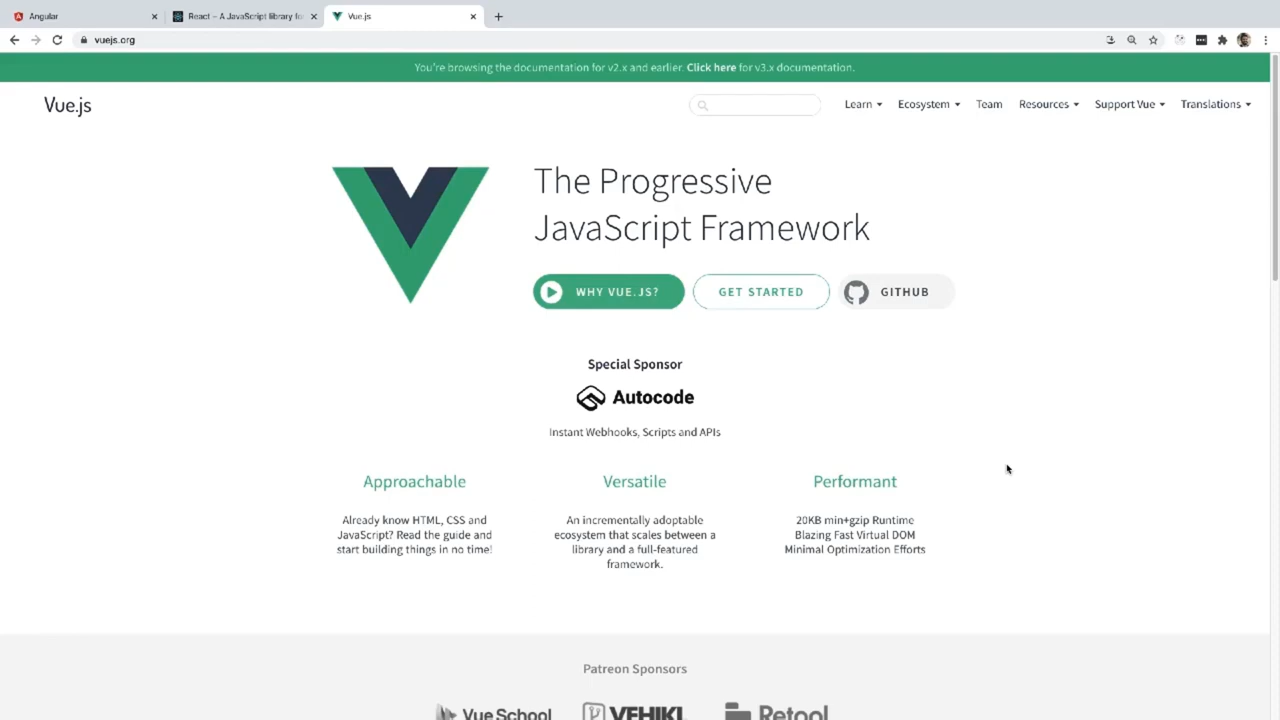 Angular
React – A JavaScript library fo
Vue.js
vuejs.org
You're browsing the documentation for v2.x and earlier. Click here for v3.x documentation.
Vue.js
Learn
Ecosystem
Team
Resources
Support Vue
Translations
The Progressive
JavaScript Framework
WHY VUE.JS?
GET STARTED
GITHUB
Special Sponsor
Autocode
Instant Webhooks, Scripts and APIs
Approachable
Already know HTML, CSS and
JavaScript? Read the guide and
start building things in no time!
Versatile
An incrementally adoptable
ecosystem that scales between a
library and a full-featured
framework.
Performant
20KB min+gzip Runtime
Blazing Fast Virtual DOM
Minimal Optimization Efforts
Patreon Sponsors
Vue School
VEHIKL
Retool